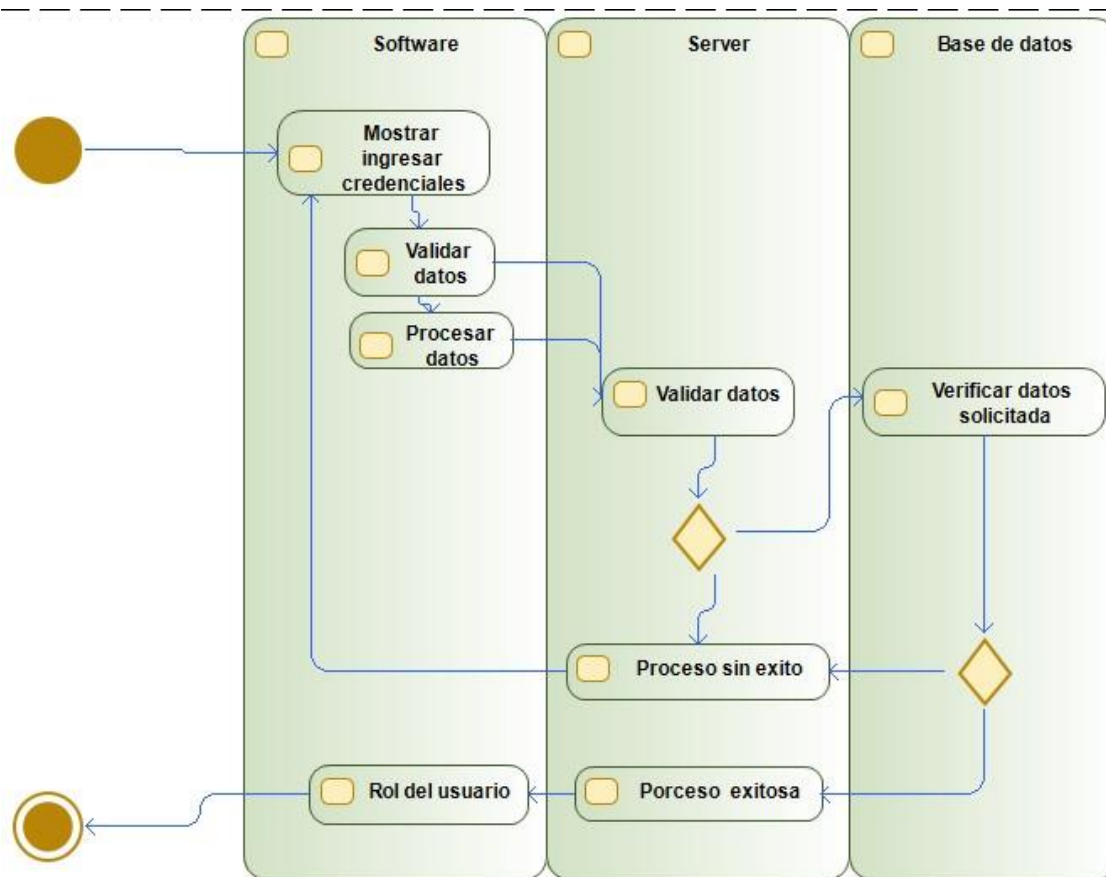 Software
Server
Base de datos
Mostrar
ingresar
credenciales
Validar
datos
Procesar
datos
Validar datos
Verificar datos
solicitada
Proceso sin exito
Rol del usuario
Porceso exitosa